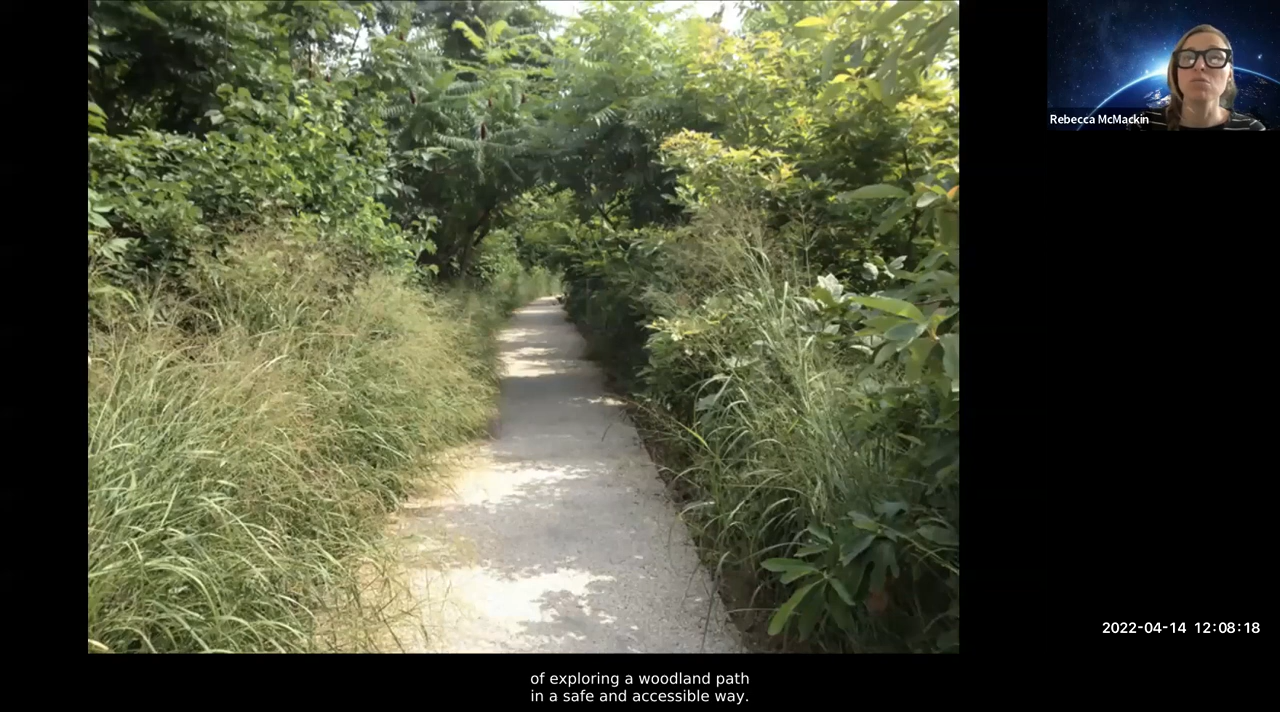 Rebecca McMackin
2022-04-14 12:08:18
of exploring a woodland path
in a safe and accessible way.